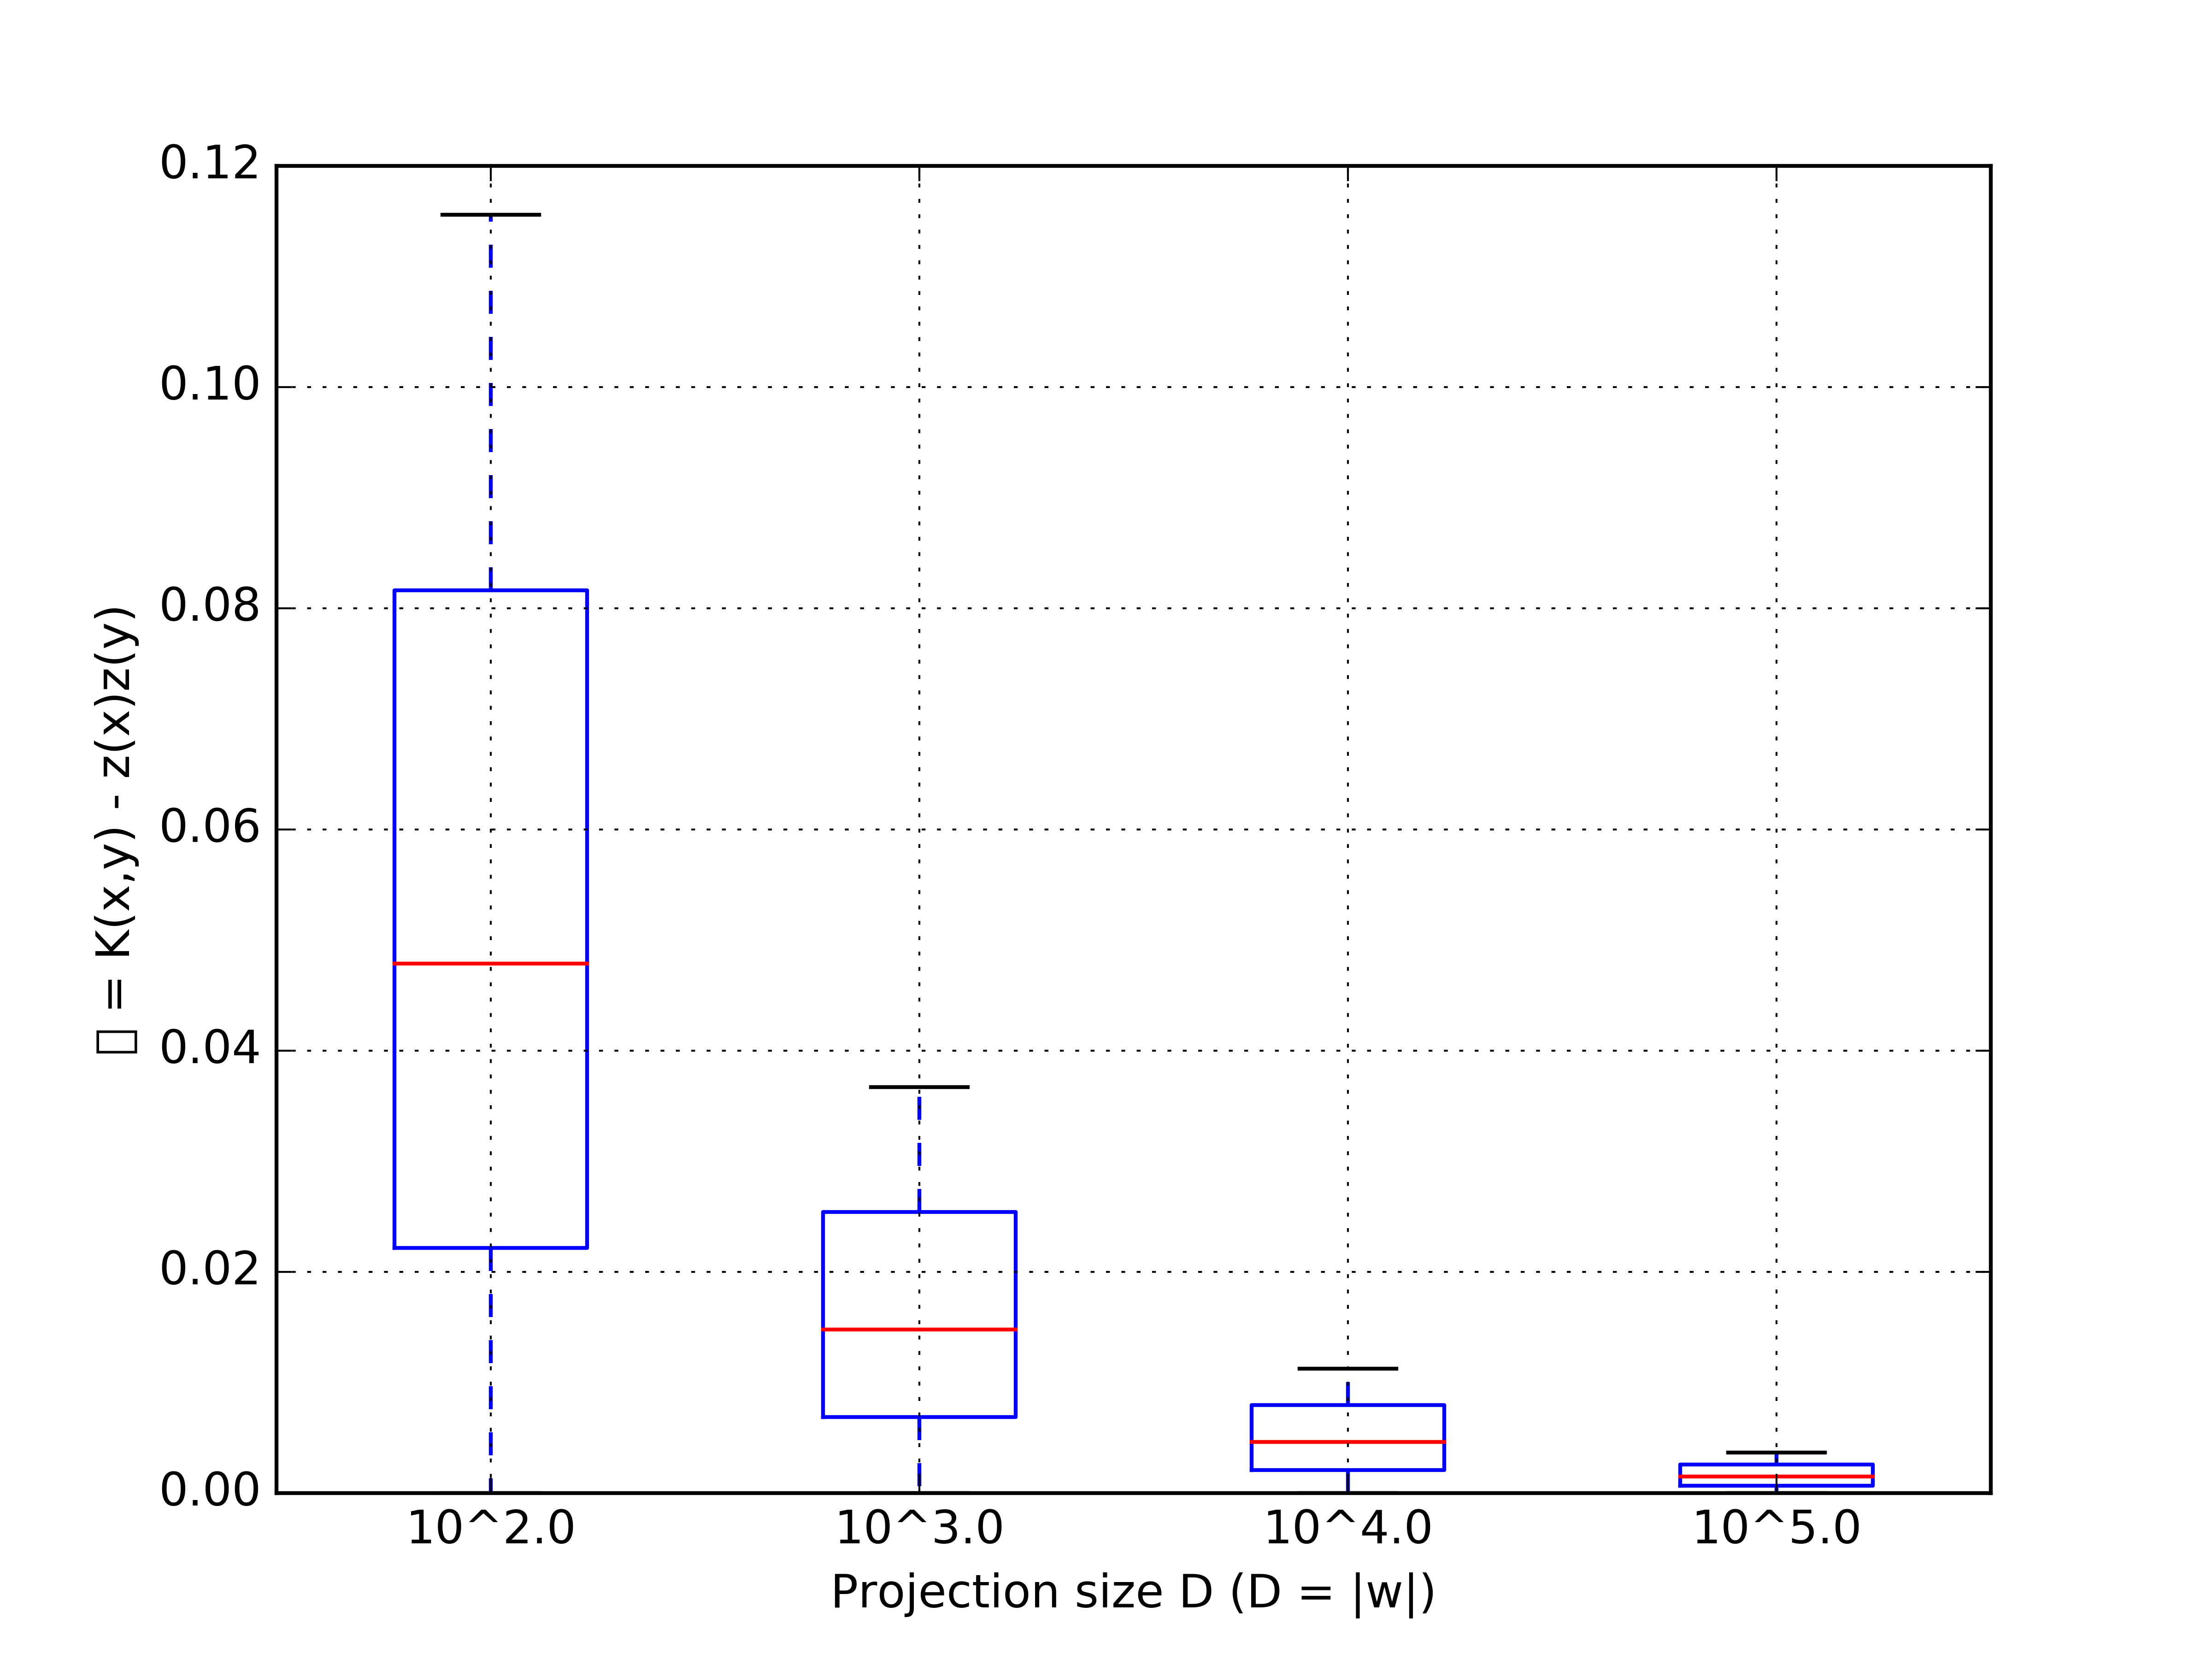 0.12
0.10
0.08
0.06
0.04
0.02
0.00
▯ = K(x,y) - z(x)z(y)
10^2.0 10^3.0 10^4.0 10^5.0
Projection size D (D = |w|)